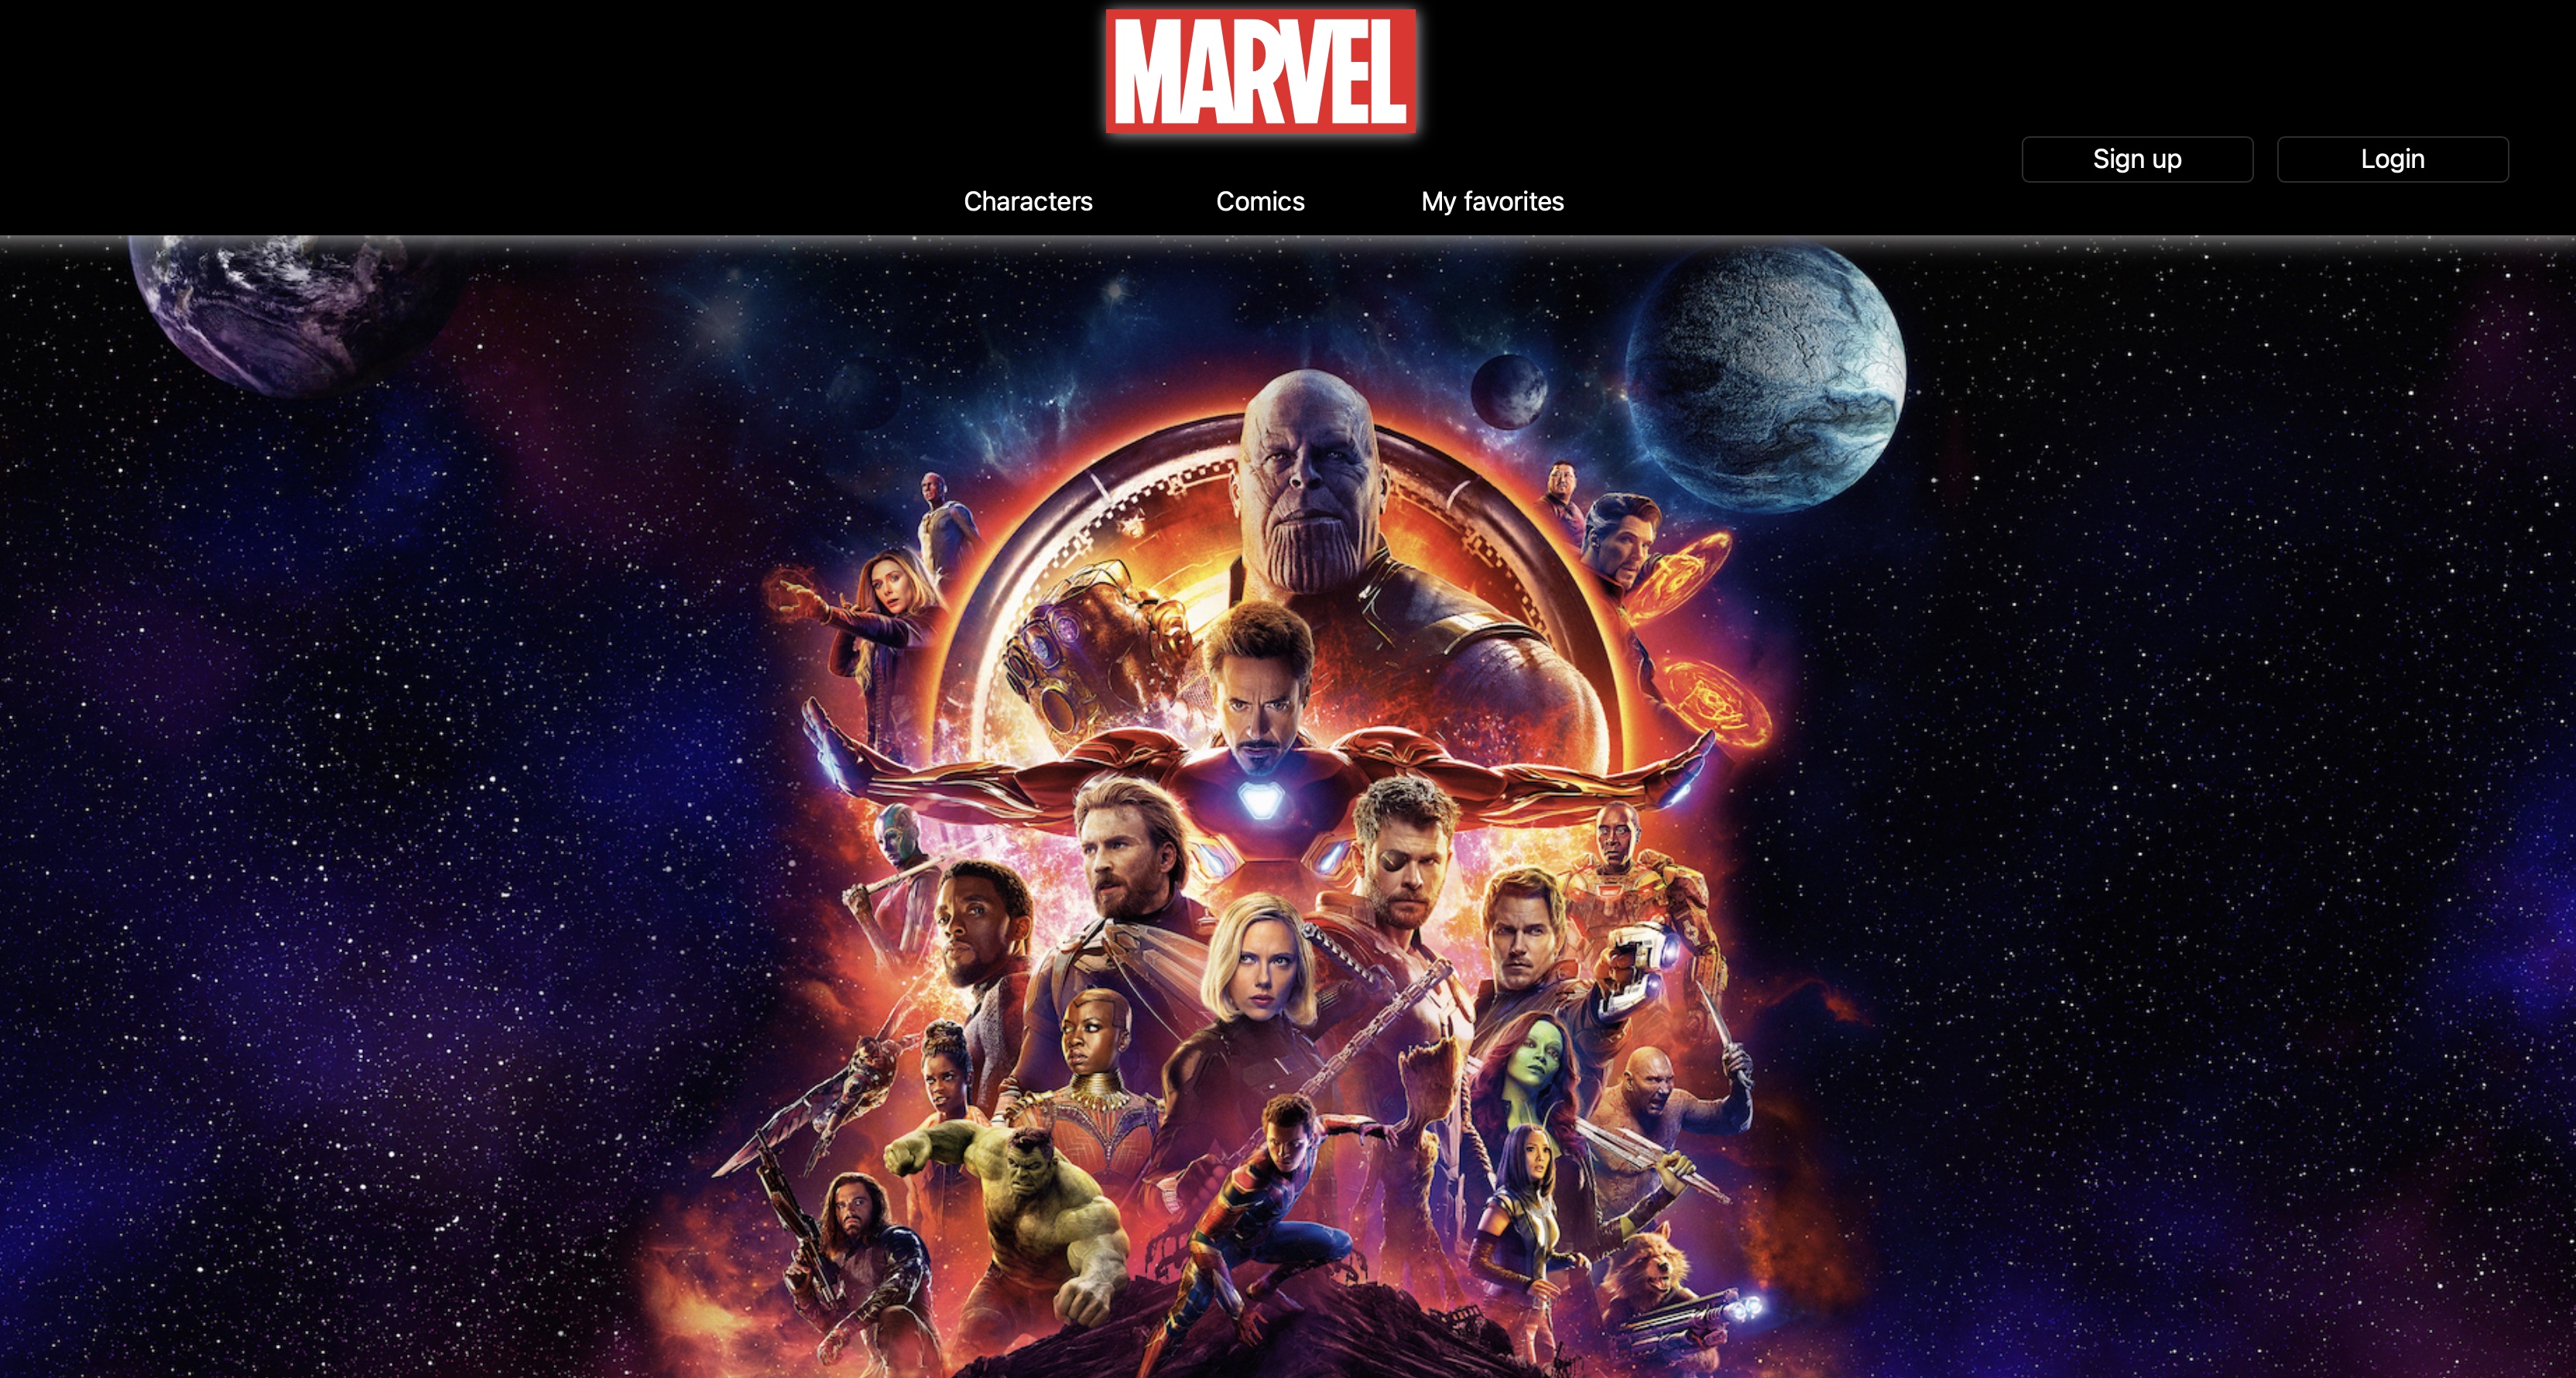 MARVEL
Sign up
Login
Characters
Comics
My favorites